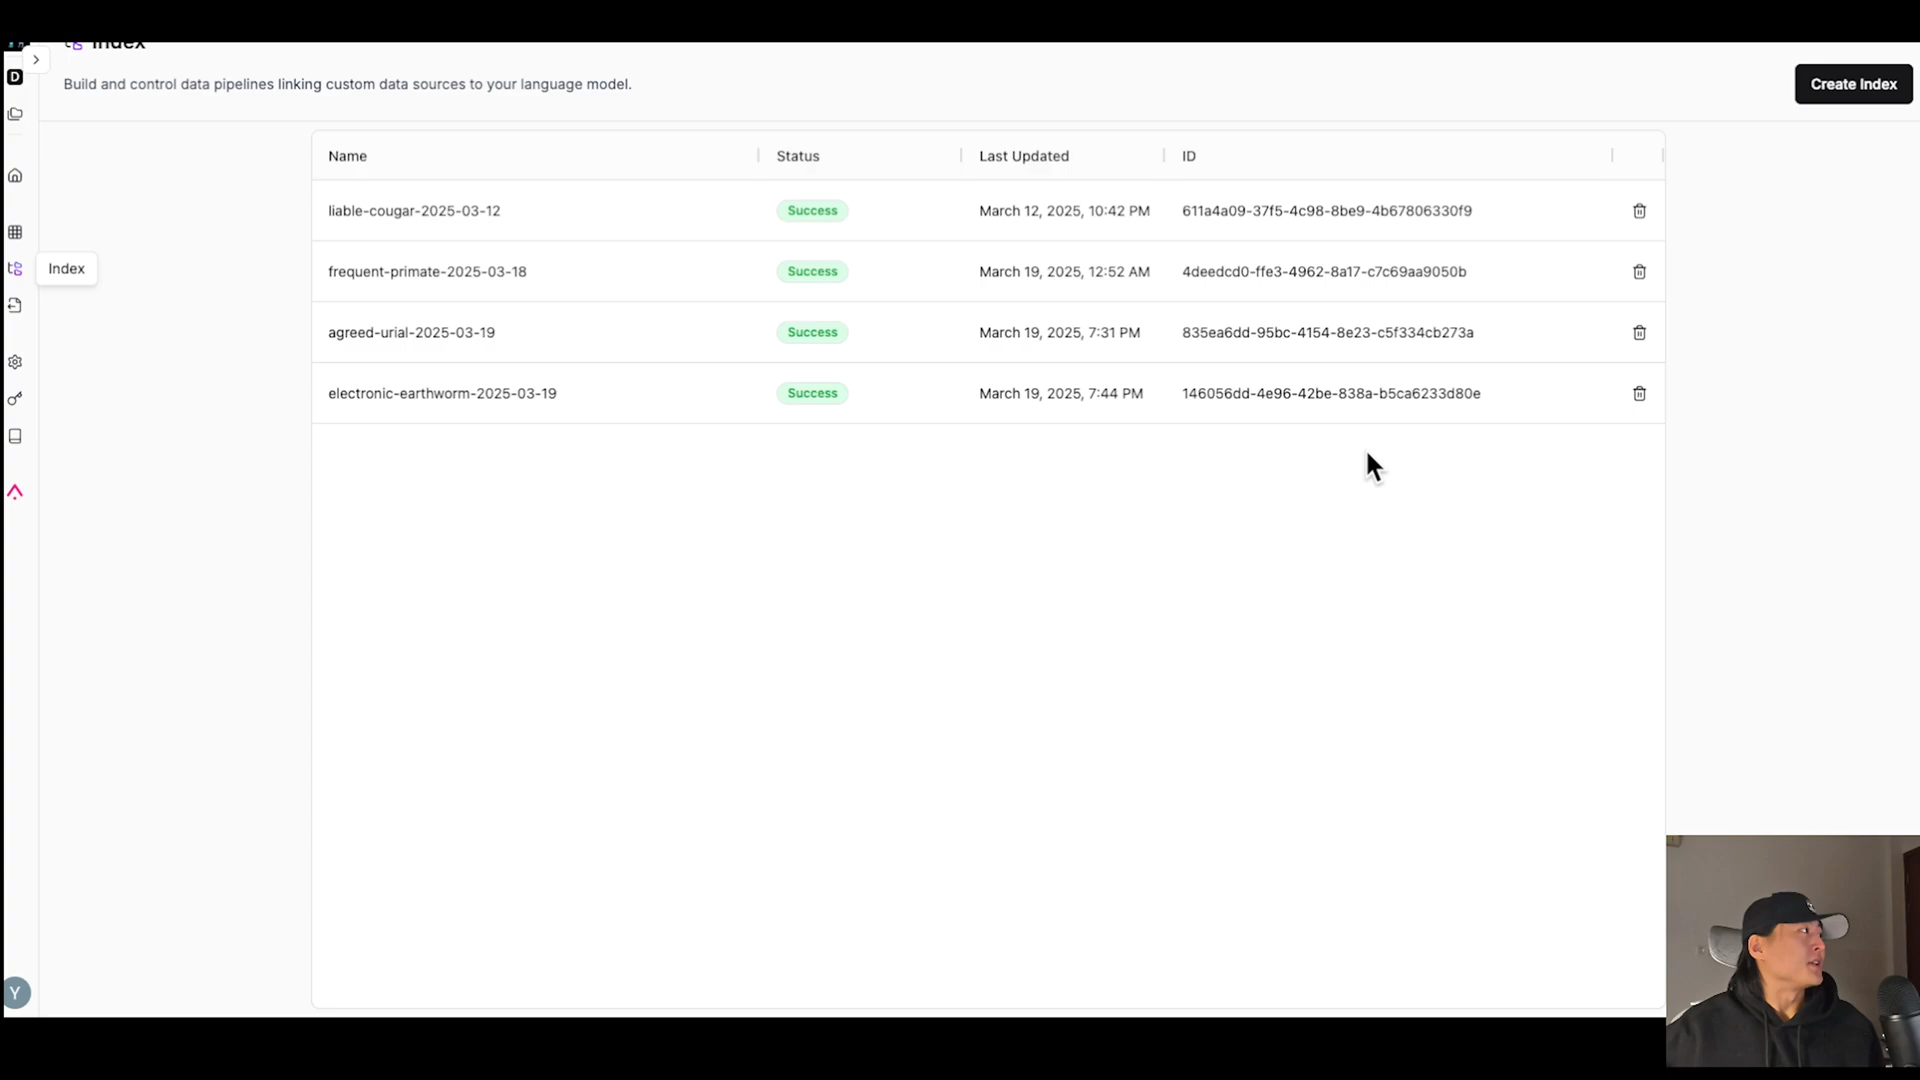 Index
Build and control data pipelines linking custom data sources to your language model.
Create Index
D
Name Status Last Updated ID
liable-cougar-2025-03-12 Success March 12, 2025, 10:42 PM 611a4a09-37f5-4c98-8be9-4b67806330f9
frequent-primate-2025-03-18 Success March 19, 2025, 12:52 AM 4deedcd0-ffe3-4962-8a17-c7c69aa9050b
Index
agreed-urial-2025-03-19 Success March 19, 2025, 7:31 PM 835ea6dd-95bc-4154-8e23-c5f334cb273a
electronic-earthworm-2025-03-19 Success March 19, 2025, 7:44 PM 146056dd-4e96-42be-838a-b5ca6233d80e
Y